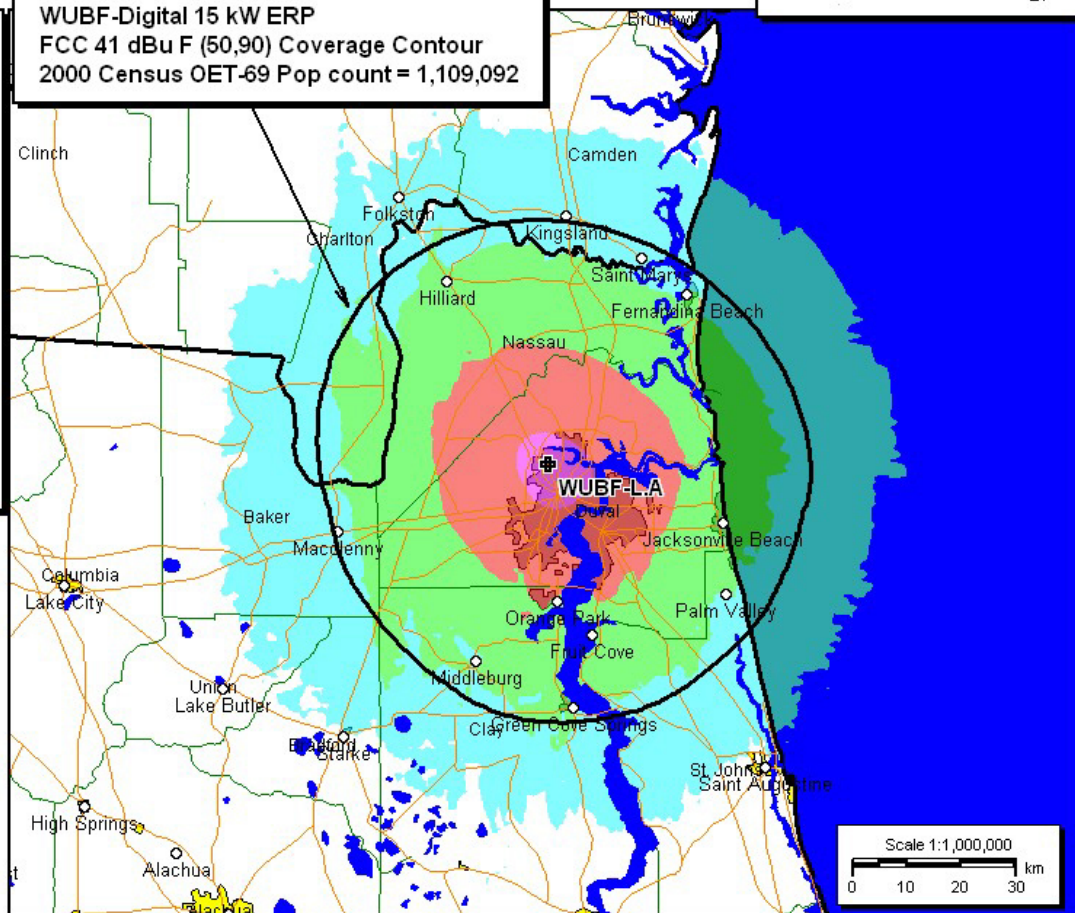 WUBF-Digital 15 kW ERP
FCC 41 dBu F (50,90) Coverage Contour
2000 Census OET-69 Pop count = 1,109,092
Brunswick
Clinch
Camden
Folkston
Kingsland
Charlton
Saint Marys
Hilliard
Fernandina Beach
Nassau
WUBF-L.A
Duval
Baker
Macclenny
Jacksonville Beach
Columbia
Lake City
Orange Park
Palm Valley
Fruit Cove
Middleburg
Union
Lake Butler
Clay
Green Cove Springs
Bradford
Starke
St. Johns
Saint Augustine
High Springs
Alachua
Alachua
Scale 1:1,000,000
km
0 10 20 30